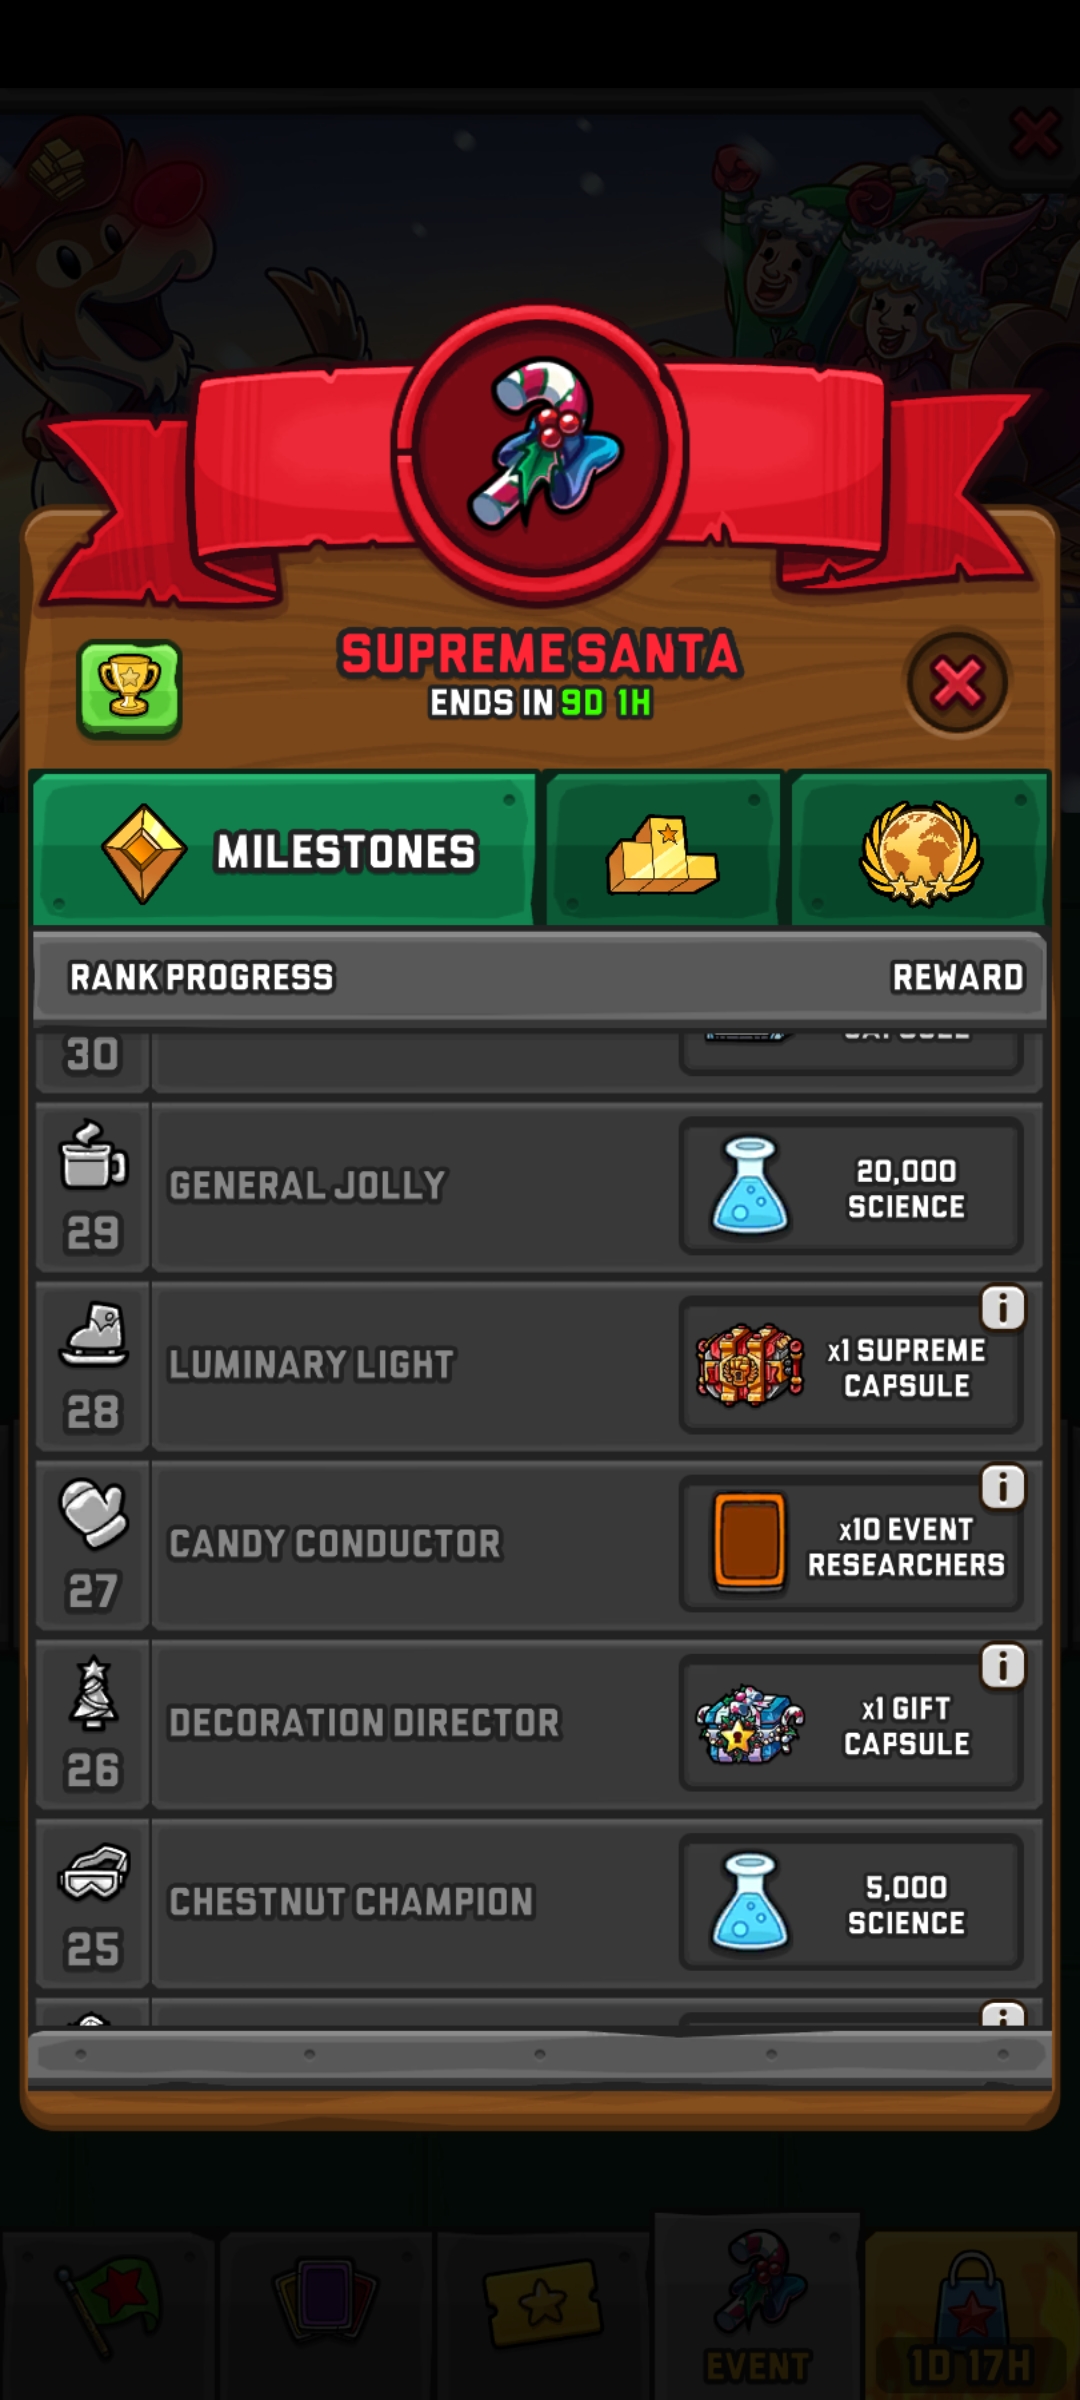 SUPREME SANTA
ENDS IN 9D 1H
MILESTONES
RANK PROGRESS
REWARD
30
CAPSULE
29
GENERAL JOLLY
20,000
SCIENCE
28
LUMINARY LIGHT
x1 SUPREME
CAPSULE
27
CANDY CONDUCTOR
x10 EVENT
RESEARCHERS
26
DECORATION DIRECTOR
x1 GIFT
CAPSULE
25
CHESTNUT CHAMPION
5,000
SCIENCE
EVENT
1D 17H